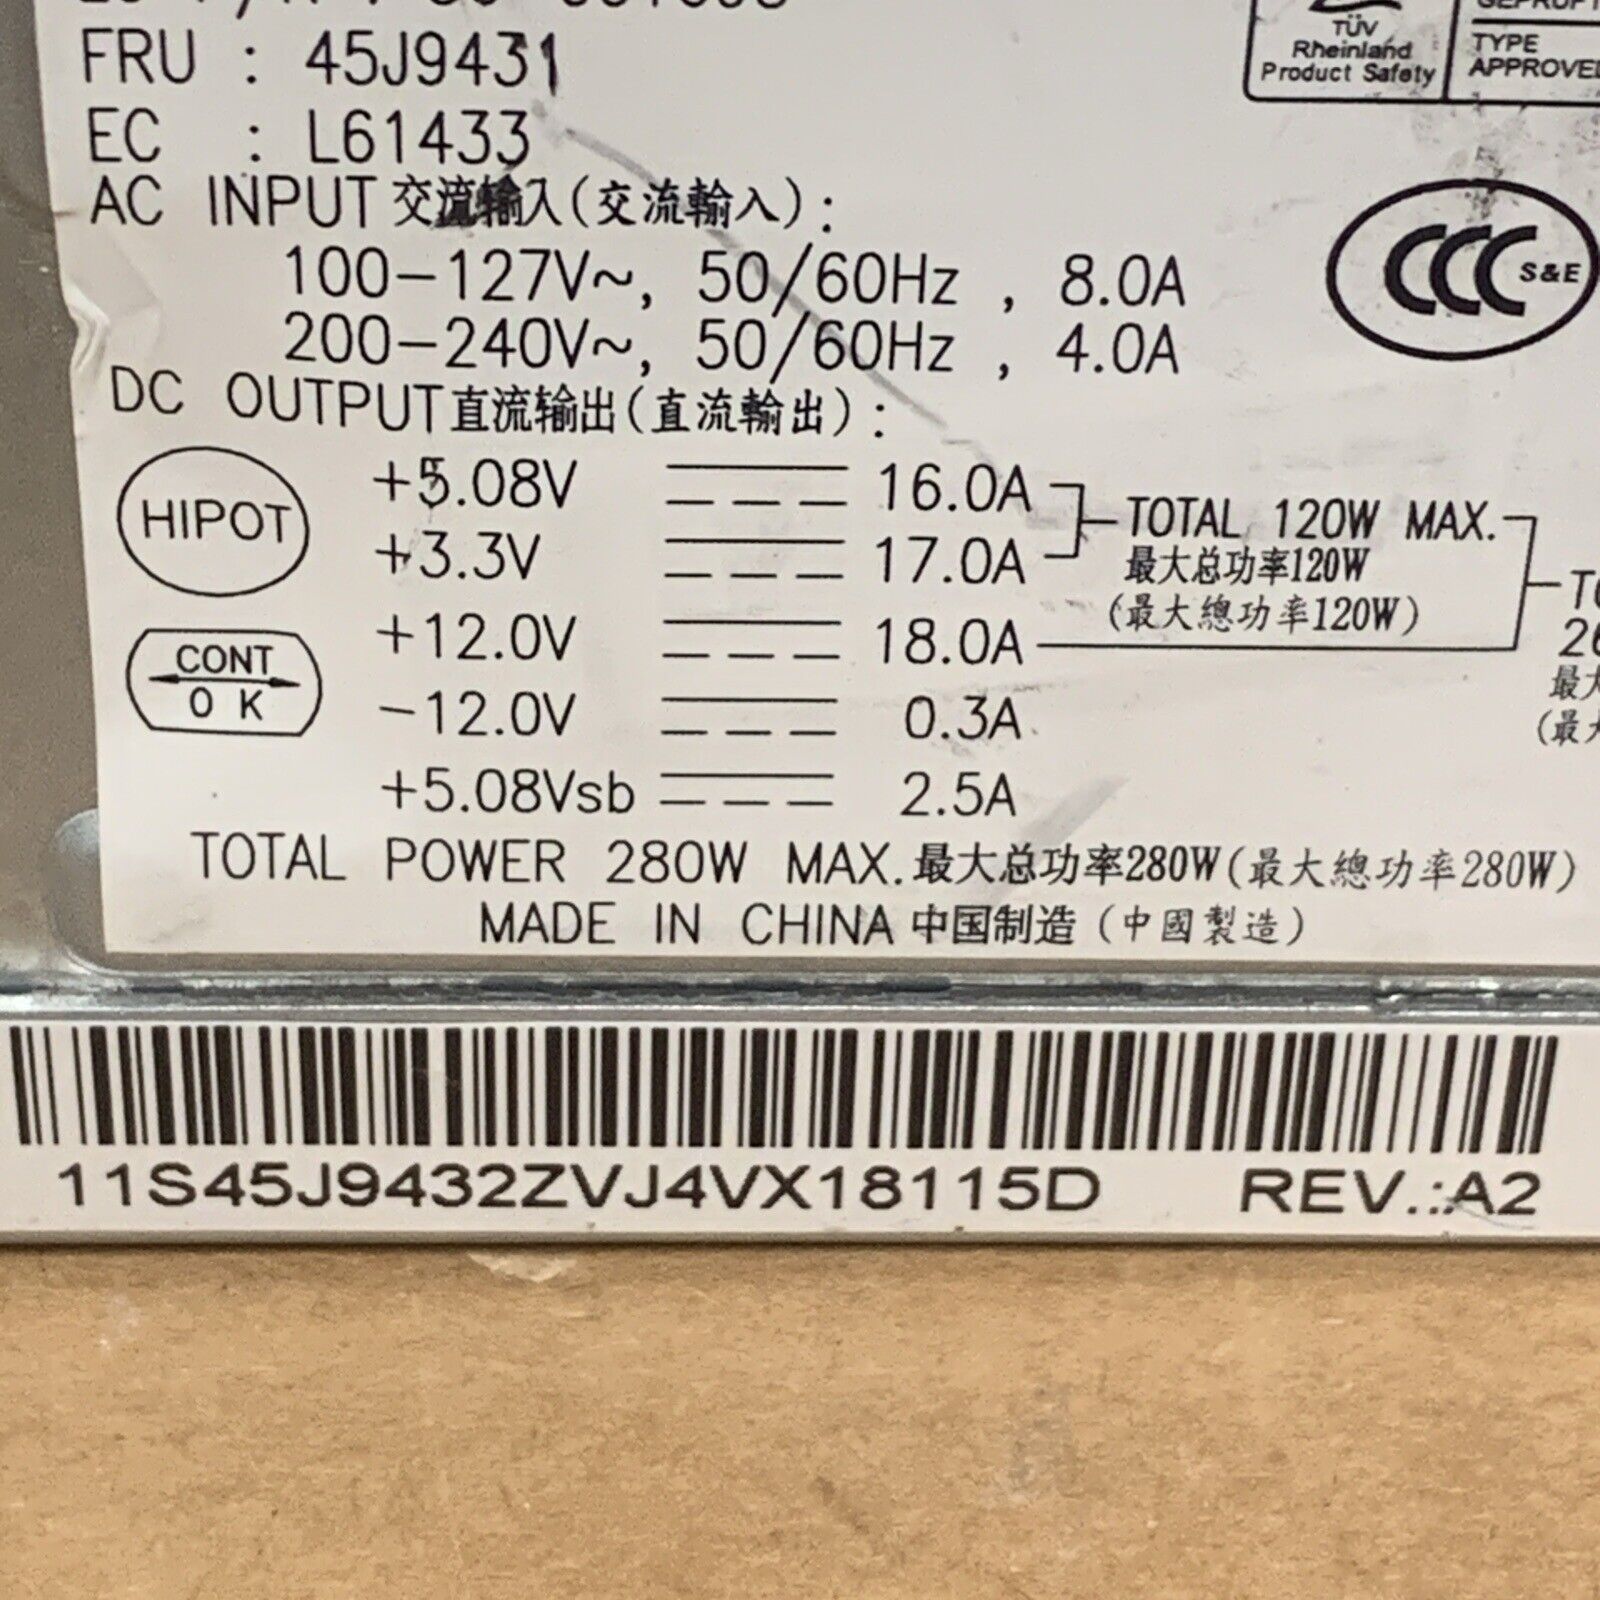 FRU : 45J9431
EC : L61433
AC INPUT 交流输入(交流輸入):
100-127V~, 50/60Hz , 8.0A
200-240V~, 50/60Hz , 4.0A
DC OUTPUT直流输出(直流輸出):
HIPOT
CONT
O K
+5.08V 16.0A
+3.3V 17.0A
TOTAL 120W MAX.
最大总功率120W
(最大總功率120W)
+12.0V 18.0A
-12.0V 0.3A
+5.08Vsb 2.5A
TOTAL POWER 280W MAX.最大总功率280W(最大總功率280W)
MADE IN CHINA 中国制造 (中國製造)
TÜV
Rheinland
Product Safety
TYPE
APPROVED
CCC S&E
11S45J9432ZVJ4VX18115D REV.:A2